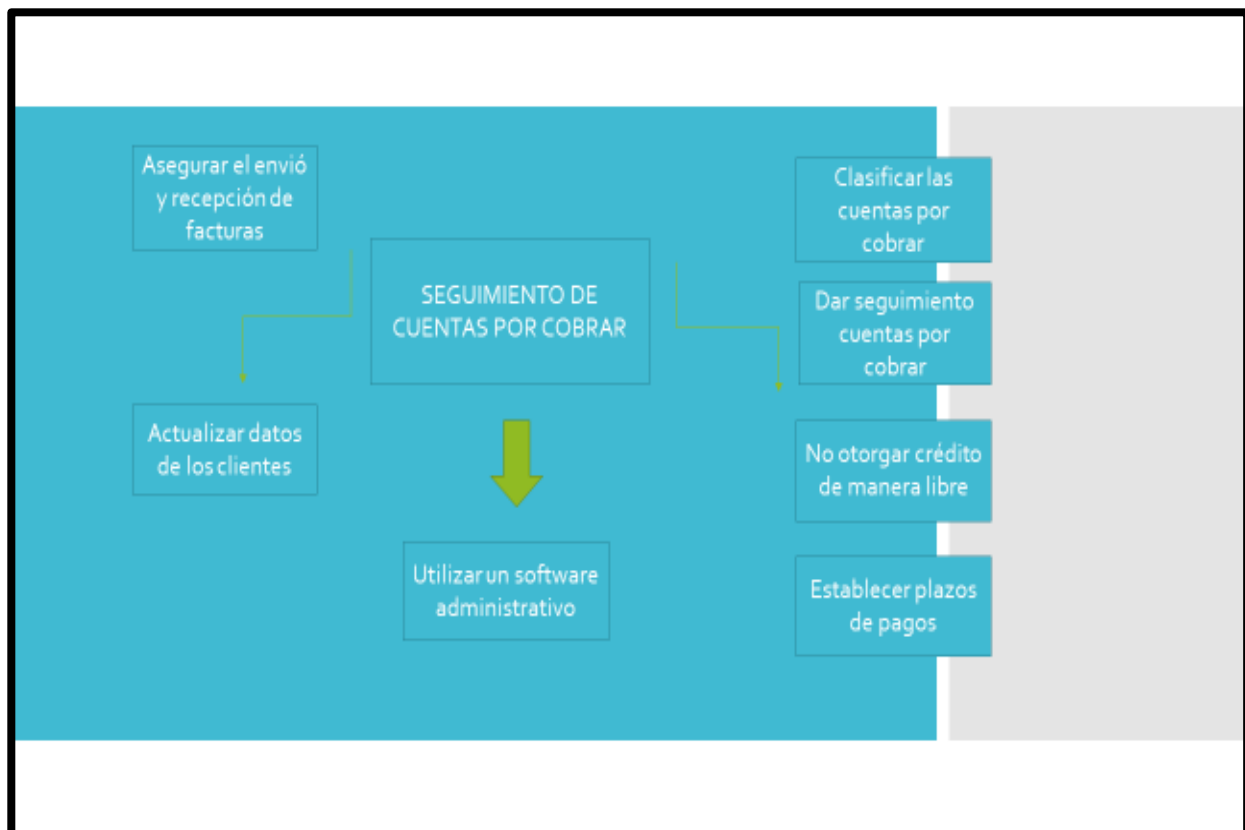 Asegurar el envió
y recepción de
facturas
SEGUIMIENTO DE
CUENTAS POR COBRAR
Clasificar las
cuentas por
cobrar
Dar seguimiento
cuentas por
cobrar
Actualizar datos
de los clientes
No otorgar crédito
de manera libre
Utilizar un software
administrativo
Establecer plazos
de pagos